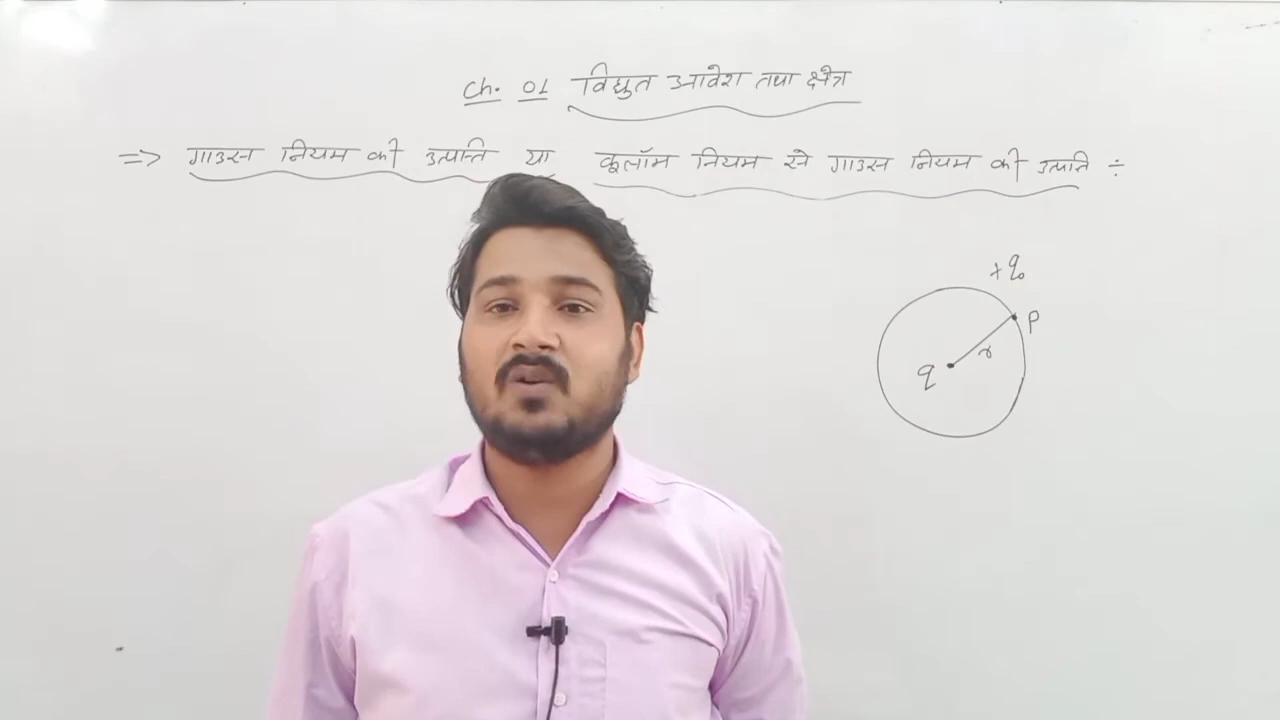 Ch. 01 विद्युत आवेश तथा क्षेत्र
=> गाउस नियम की उत्पत्ति या कूलॉम नियम से गाउस नियम की उत्पत्ति ÷
+q₀
P
r
q